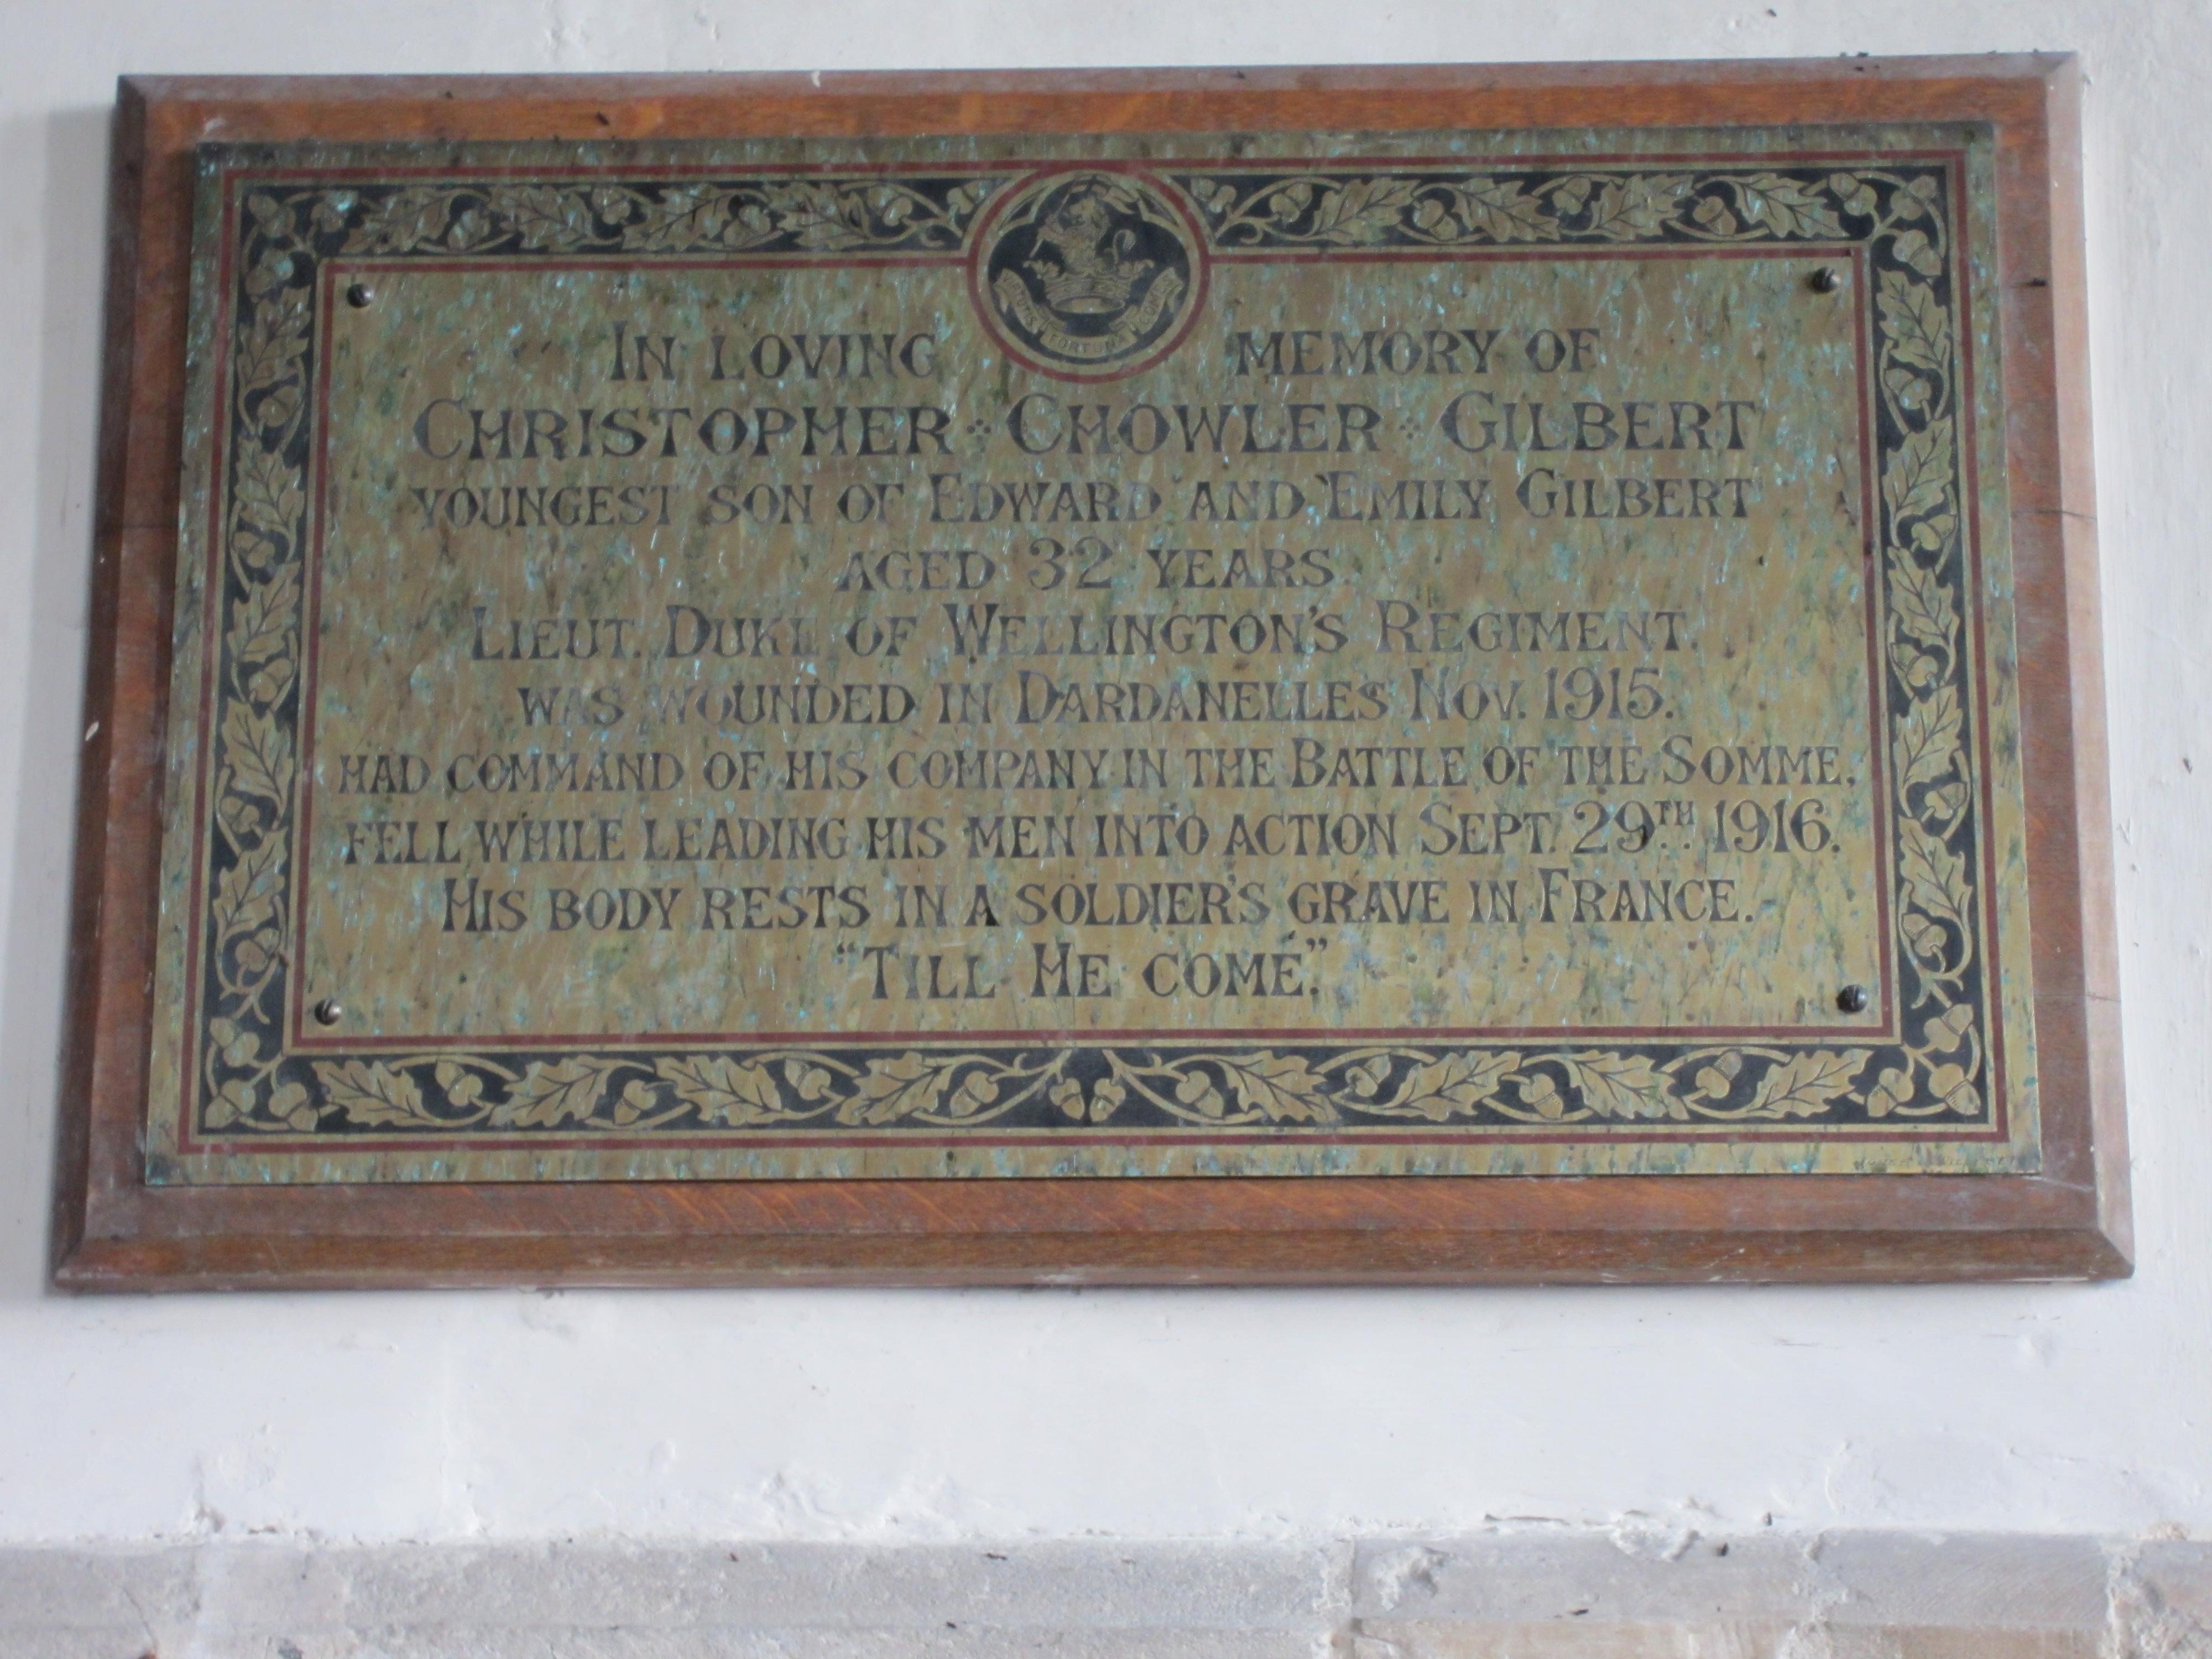 FORTUNA
IN LOVING MEMORY OF
CHRISTOPHER CHOWLER GILBERT
YOUNGEST SON OF EDWARD AND EMILY GILBERT
AGED 32 YEARS.
LIEUT. DUKE OF WELLINGTON'S REGIMENT.
WAS WOUNDED IN DARDANELLES NOV. 1915.
HAD COMMAND OF HIS COMPANY IN THE BATTLE OF THE SOMME,
FELL WHILE LEADING HIS MEN INTO ACTION SEPT. 29TH 1916.
HIS BODY RESTS IN A SOLDIER'S GRAVE IN FRANCE.
"TILL HE COME."